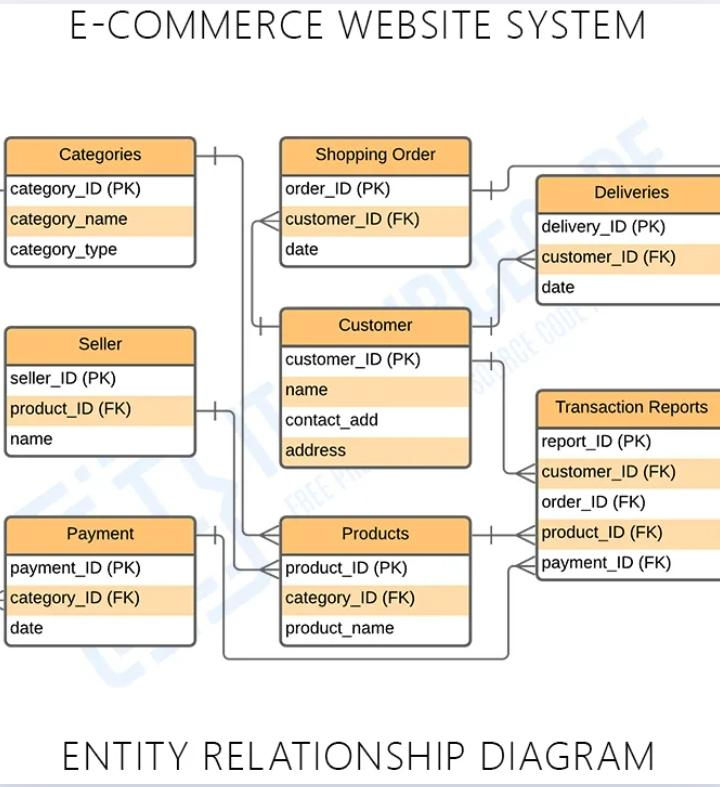 E-COMMERCE WEBSITE SYSTEM
Categories
category_ID (PK)
category_name
category_type
Shopping Order
order_ID (PK)
customer_ID (FK)
date
Deliveries
delivery_ID (PK)
customer_ID (FK)
date
Seller
seller_ID (PK)
product_ID (FK)
name
Customer
customer_ID (PK)
name
contact_add
address
Transaction Reports
report_ID (PK)
customer_ID (FK)
order_ID (FK)
product_ID (FK)
payment_ID (FK)
Payment
payment_ID (PK)
category_ID (FK)
date
Products
product_ID (PK)
category_ID (FK)
product_name
ENTITY RELATIONSHIP DIAGRAM